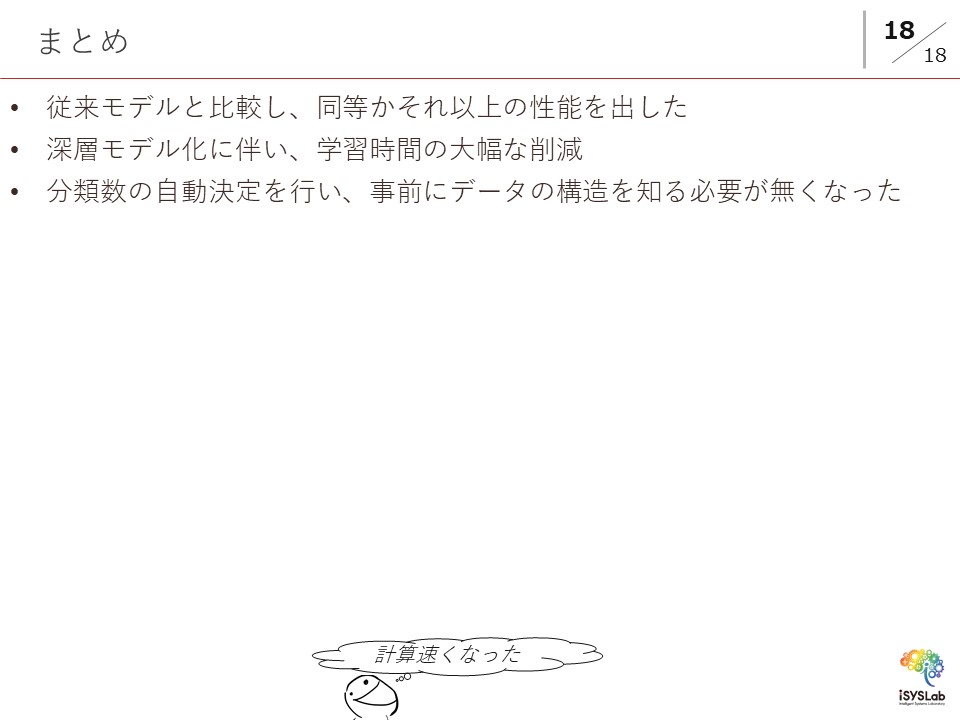 まとめ
18
18
• 従来モデルと比較し、同等かそれ以上の性能を出した
• 深層モデル化に伴い、学習時間の大幅な削減
• 分類数の自動決定を行い、事前にデータの構造を知る必要が無くなった
計算速くなった
iSYSLab
Intelligent Systems Laboratory